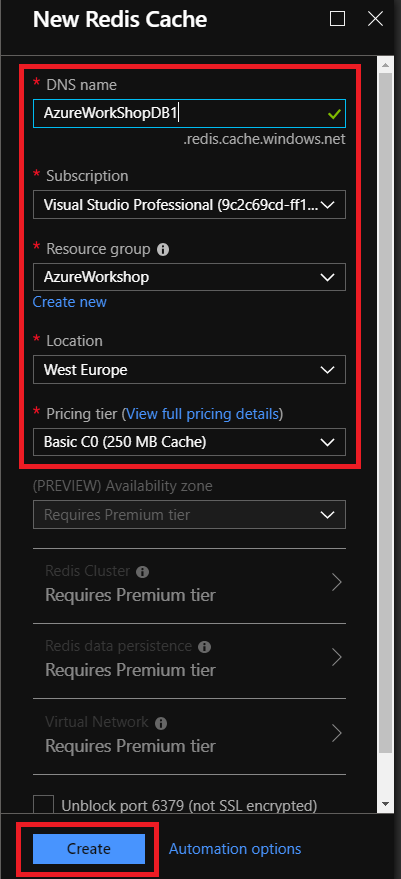 New Redis Cache
* DNS name
AzureWorkShopDB1
.redis.cache.windows.net
* Subscription
Visual Studio Professional (9c2c69cd-ff1...
* Resource group
AzureWorkshop
Create new
* Location
West Europe
* Pricing tier (View full pricing details)
Basic C0 (250 MB Cache)
(PREVIEW) Availability zone
Requires Premium tier
Redis Cluster
Requires Premium tier
Redis data persistence
Requires Premium tier
Virtual Network
Requires Premium tier
Unblock port 6379 (not SSL encrypted)
Create Automation options